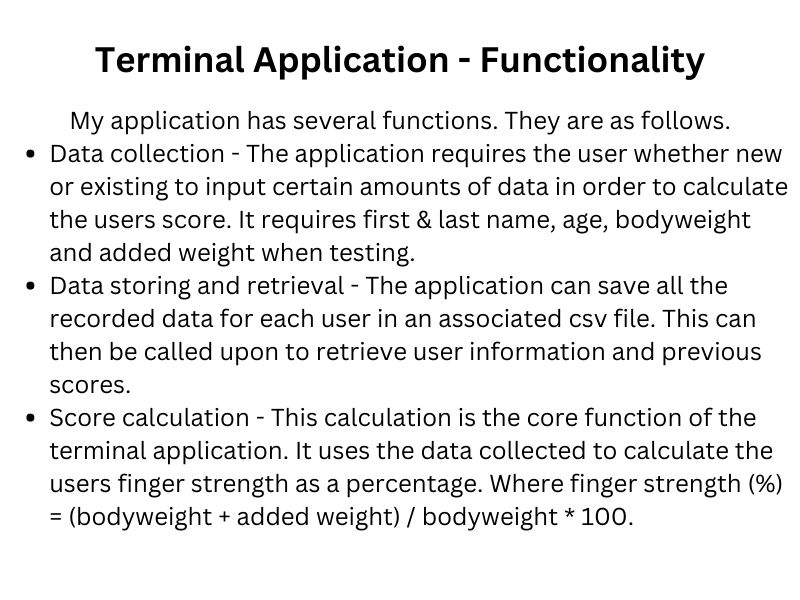 Terminal Application - Functionality
My application has several functions. They are as follows.
• Data collection - The application requires the user whether new
or existing to input certain amounts of data in order to calculate
the users score. It requires first & last name, age, bodyweight
and added weight when testing.
• Data storing and retrieval - The application can save all the
recorded data for each user in an associated csv file. This can
then be called upon to retrieve user information and previous
scores.
• Score calculation - This calculation is the core function of the
terminal application. It uses the data collected to calculate the
users finger strength as a percentage. Where finger strength (%)
= (bodyweight + added weight) / bodyweight * 100.